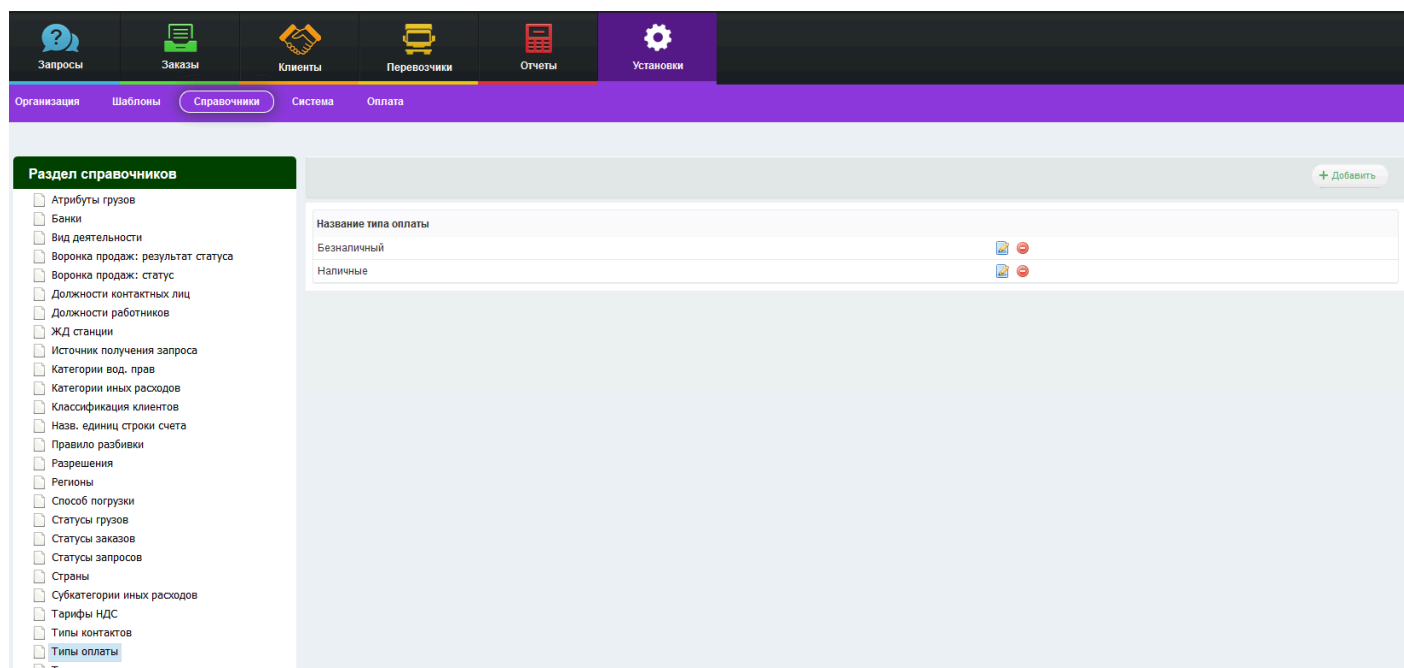 Запросы Заказы Клиенты Перевозчики Отчеты Установки
Организация Шаблоны Справочники Система Оплата
Раздел справочников
+ Добавить
Атрибуты грузов
Банки
Вид деятельности
Воронка продаж: результат статуса
Воронка продаж: статус
Должности контактных лиц
Должности работников
ЖД станции
Источник получения запроса
Категории вод. прав
Категории иных расходов
Классификация клиентов
Назв. единиц строки счета
Правило разбивки
Разрешения
Регионы
Способ погрузки
Статусы грузов
Статусы заказов
Статусы запросов
Страны
Субкатегории иных расходов
Тарифы НДС
Типы контактов
Типы оплаты
Название типа оплаты
Безналичный
Наличные